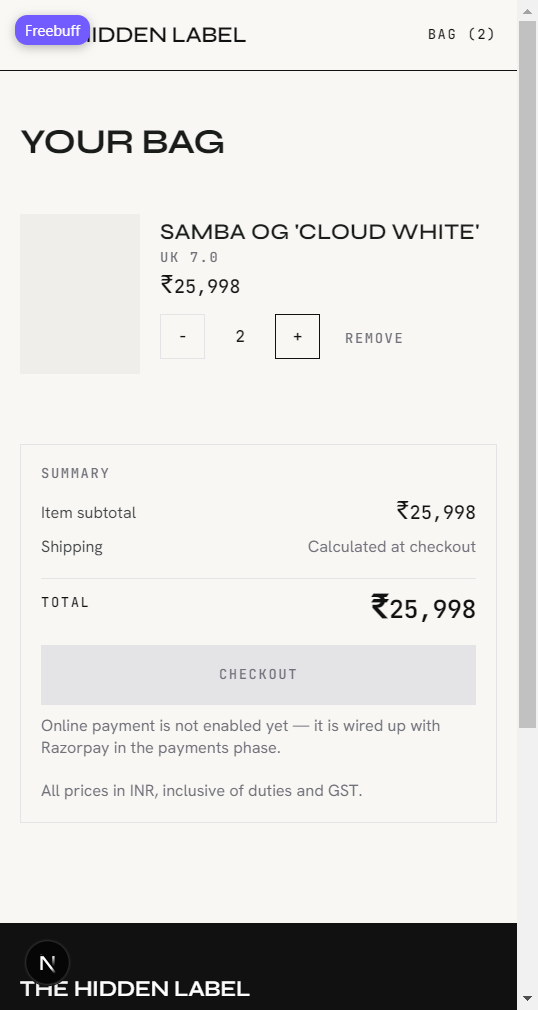 Freebuff
HIDDEN LABEL
BAG (2)
YOUR BAG
SAMBA OG 'CLOUD WHITE'
UK 7.0
₹25,998
- 2 + REMOVE
SUMMARY
Item subtotal ₹25,998
Shipping Calculated at checkout
TOTAL ₹25,998
CHECKOUT
Online payment is not enabled yet — it is wired up with
Razorpay in the payments phase.
All prices in INR, inclusive of duties and GST.
N
THE HIDDEN LABEL